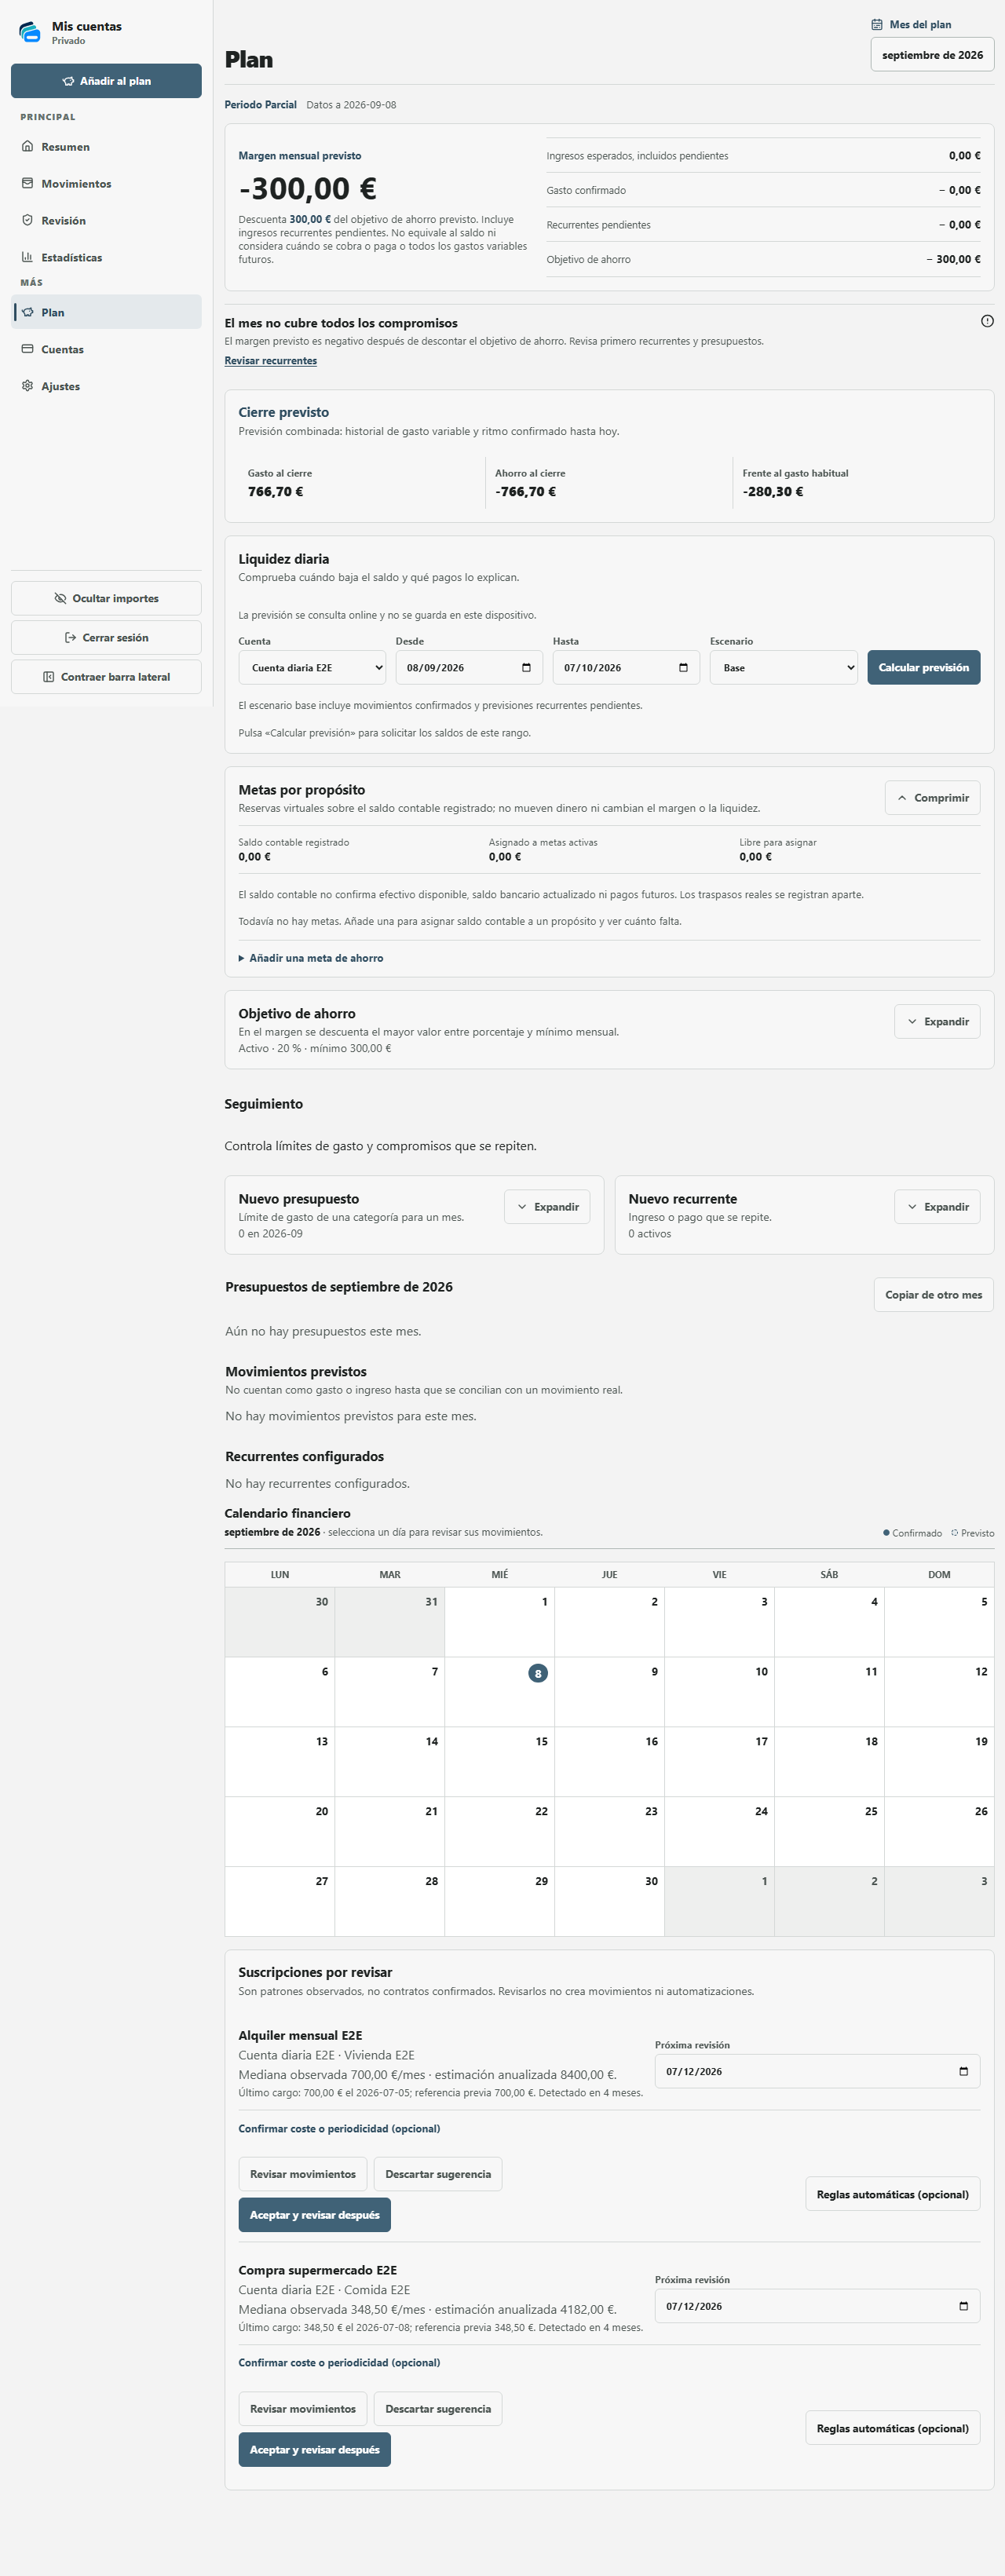 Mis cuentas
Privado
Añadir al plan
PRINCIPAL
Resumen
Movimientos
Revisión
Estadísticas
MÁS
Plan
Cuentas
Ajustes
Ocultar importes
Cerrar sesión
Contraer barra lateral
Plan
Mes del plan
septiembre de 2026
Periodo Parcial Datos a 2026-09-08
Margen mensual previsto
-300,00 €
Descuenta 300,00 € del objetivo de ahorro previsto. Incluye
ingresos recurrentes pendientes. No equivale al saldo ni
considera cuándo se cobra o paga o todos los gastos variables
futuros.
Ingresos esperados, incluidos pendientes 0,00 €
Gasto confirmado − 0,00 €
Recurrentes pendientes − 0,00 €
Objetivo de ahorro − 300,00 €
El mes no cubre todos los compromisos
El margen previsto es negativo después de descontar el objetivo de ahorro. Revisa primero recurrentes y presupuestos.
Revisar recurrentes
Cierre previsto
Previsión combinada: historial de gasto variable y ritmo confirmado hasta hoy.
Gasto al cierre
766,70 €
Ahorro al cierre
-766,70 €
Frente al gasto habitual
-280,30 €
Liquidez diaria
Comprueba cuándo baja el saldo y qué pagos lo explican.
La previsión se consulta online y no se guarda en este dispositivo.
Cuenta
Cuenta diaria E2E
Desde
08/09/2026
Hasta
07/10/2026
Escenario
Base
Calcular previsión
El escenario base incluye movimientos confirmados y previsiones recurrentes pendientes.
Pulsa «Calcular previsión» para solicitar los saldos de este rango.
Metas por propósito
Reservas virtuales sobre el saldo contable registrado; no mueven dinero ni cambian el margen o la liquidez.
Comprimir
Saldo contable registrado
0,00 €
Asignado a metas activas
0,00 €
Libre para asignar
0,00 €
El saldo contable no confirma efectivo disponible, saldo bancario actualizado ni pagos futuros. Los traspasos reales se registran aparte.
Todavía no hay metas. Añade una para asignar saldo contable a un propósito y ver cuánto falta.
Añadir una meta de ahorro
Objetivo de ahorro
En el margen se descuenta el mayor valor entre porcentaje y mínimo mensual.
Activo · 20 % · mínimo 300,00 €
Expandir
Seguimiento
Controla límites de gasto y compromisos que se repiten.
Nuevo presupuesto
Límite de gasto de una categoría para un mes.
0 en 2026-09
Expandir
Nuevo recurrente
Ingreso o pago que se repite.
0 activos
Expandir
Presupuestos de septiembre de 2026
Copiar de otro mes
Aún no hay presupuestos este mes.
Movimientos previstos
No cuentan como gasto o ingreso hasta que se concilian con un movimiento real.
No hay movimientos previstos para este mes.
Recurrentes configurados
No hay recurrentes configurados.
Calendario financiero
septiembre de 2026 · selecciona un día para revisar sus movimientos.
Confirmado Previsto
LUN MAR MIÉ JUE VIE SÁB DOM
30 31 1 2 3 4 5
6 7 8 9 10 11 12
13 14 15 16 17 18 19
20 21 22 23 24 25 26
27 28 29 30 1 2 3
Suscripciones por revisar
Son patrones observados, no contratos confirmados. Revisarlos no crea movimientos ni automatizaciones.
Alquiler mensual E2E
Cuenta diaria E2E · Vivienda E2E
Mediana observada 700,00 €/mes · estimación anualizada 8400,00 €.
Último cargo: 700,00 € el 2026-07-05; referencia previa 700,00 €. Detectado en 4 meses.
Próxima revisión
07/12/2026
Confirmar coste o periodicidad (opcional)
Revisar movimientos
Descartar sugerencia
Aceptar y revisar después
Reglas automáticas (opcional)
Compra supermercado E2E
Cuenta diaria E2E · Comida E2E
Mediana observada 348,50 €/mes · estimación anualizada 4182,00 €.
Último cargo: 348,50 € el 2026-07-08; referencia previa 348,50 €. Detectado en 4 meses.
Próxima revisión
07/12/2026
Confirmar coste o periodicidad (opcional)
Revisar movimientos
Descartar sugerencia
Aceptar y revisar después
Reglas automáticas (opcional)